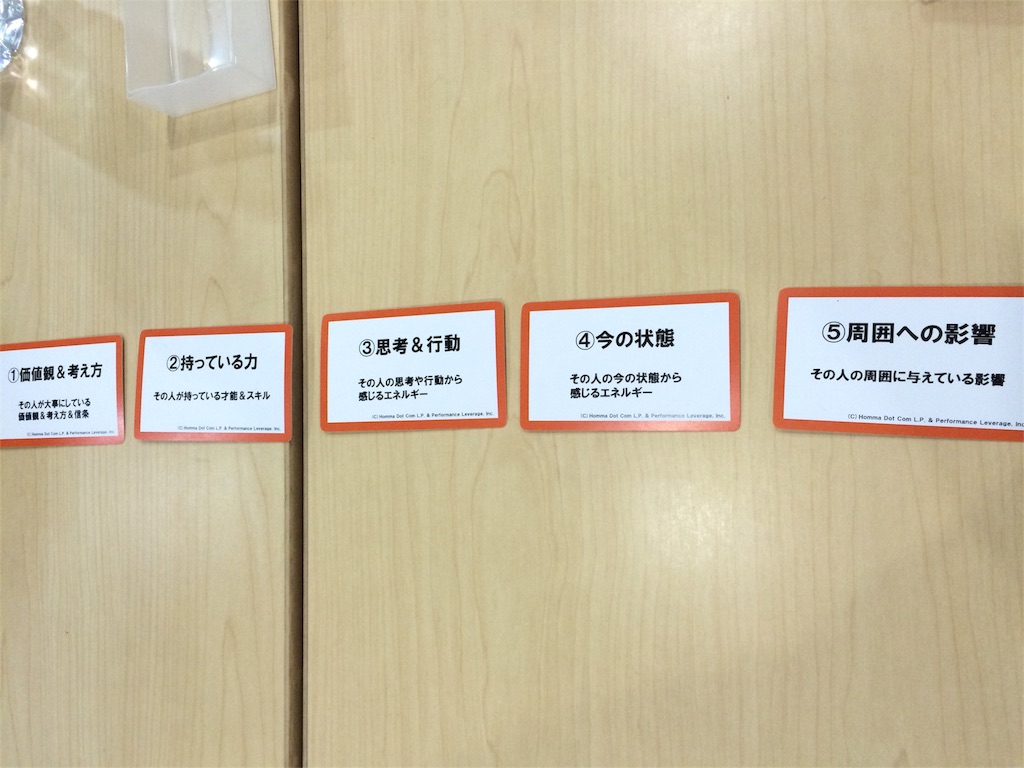 ①価値観＆考え方
その人が大事にしている
価値観＆考え方＆信条
(C) Homma Dot Com L.P. & Performance Leverage, Inc.
②持っている力
その人が持っている才能＆スキル
(C) Homma Dot Com L.P. & Performance Leverage, Inc.
③思考＆行動
その人の思考や行動から
感じるエネルギー
(C) Homma Dot Com L.P. & Performance Leverage, Inc.
④今の状態
その人の今の状態から
感じるエネルギー
(C) Homma Dot Com L.P. & Performance Leverage, Inc.
⑤周囲への影響
その人の周囲に与えている影響
(C) Homma Dot Com L.P. & Performance Leverage, Inc